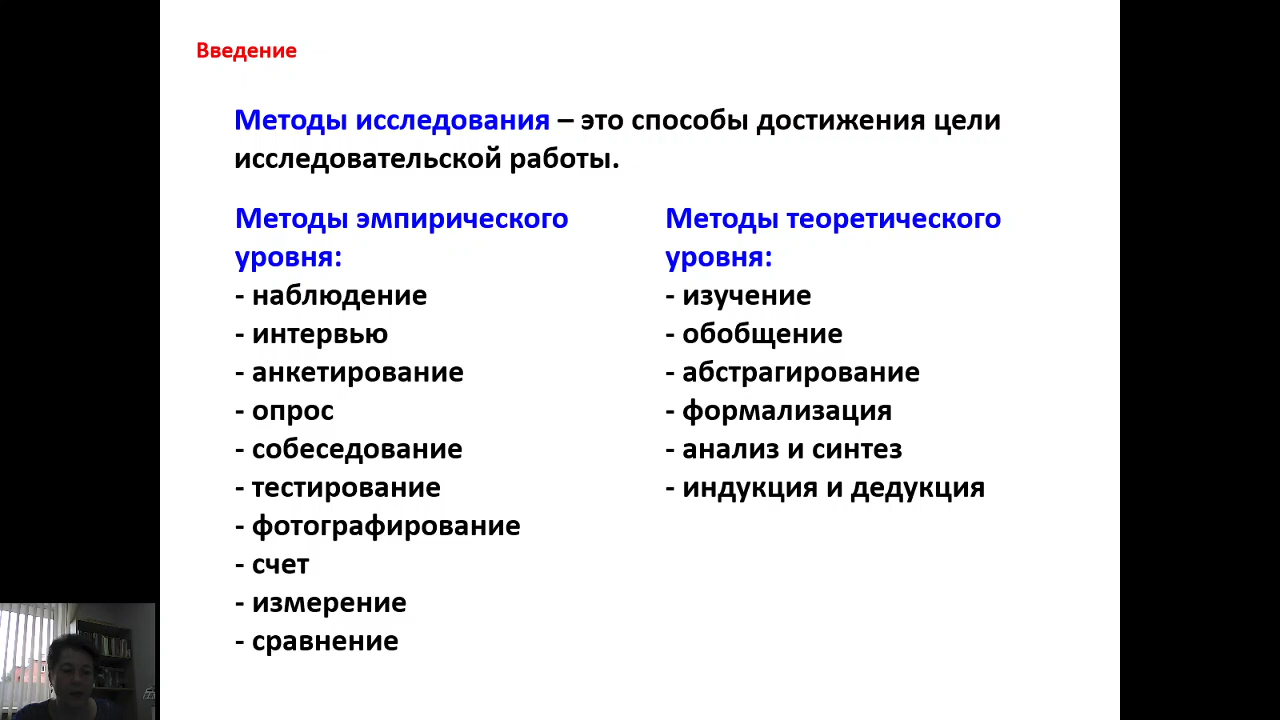 Введение
Методы исследования – это способы достижения цели
исследовательской работы.
Методы эмпирического
уровня:
- наблюдение
- интервью
- анкетирование
- опрос
- собеседование
- тестирование
- фотографирование
- счет
- измерение
- сравнение
Методы теоретического
уровня:
- изучение
- обобщение
- абстрагирование
- формализация
- анализ и синтез
- индукция и дедукция